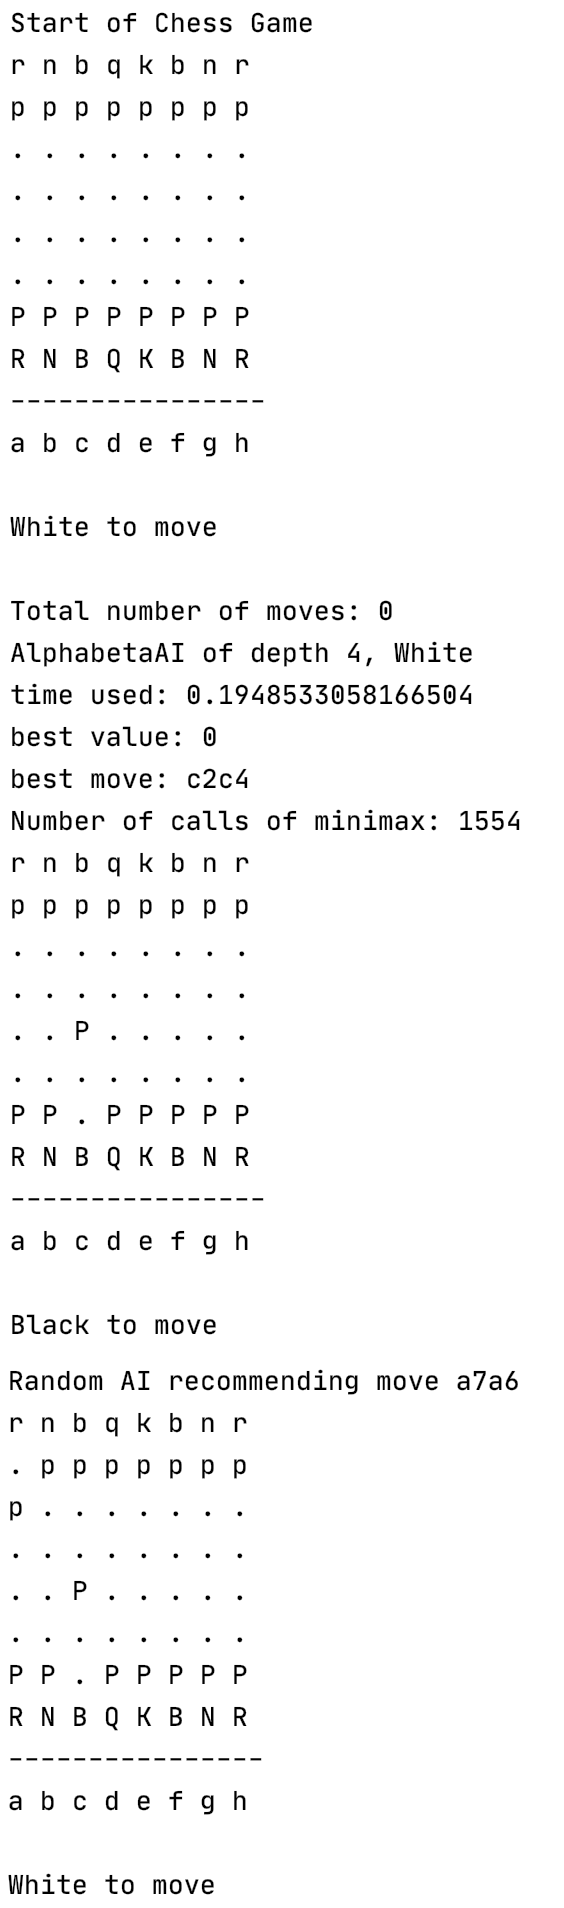 Start of Chess Game
r n b q k b n r
p p p p p p p p
. . . . . . . .
. . . . . . . .
. . . . . . . .
. . . . . . . .
P P P P P P P P
R N B Q K B N R
----------------
a b c d e f g h
White to move
Total number of moves: 0
AlphabetaAI of depth 4, White
time used: 0.1948533058166504
best value: 0
best move: c2c4
Number of calls of minimax: 1554
r n b q k b n r
p p p p p p p p
. . . . . . . .
. . . . . . . .
. . P . . . . .
. . . . . . . .
P P . P P P P P
R N B Q K B N R
----------------
a b c d e f g h
Black to move
Random AI recommending move a7a6
r n b q k b n r
. p p p p p p p
p . . . . . . .
. . . . . . . .
. . P . . . . .
. . . . . . . .
P P . P P P P P
R N B Q K B N R
----------------
a b c d e f g h
White to move